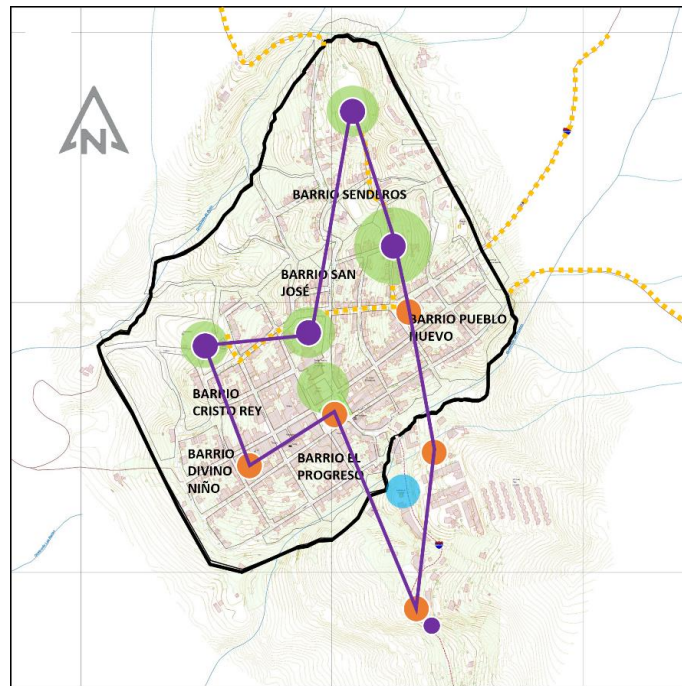 N
BARRIO SENDEROS
BARRIO SAN
JOSÉ
BARRIO PUEBLO
NUEVO
BARRIO
CRISTO REY
BARRIO
DIVINO
NIÑO
BARRIO EL
PROGRESO